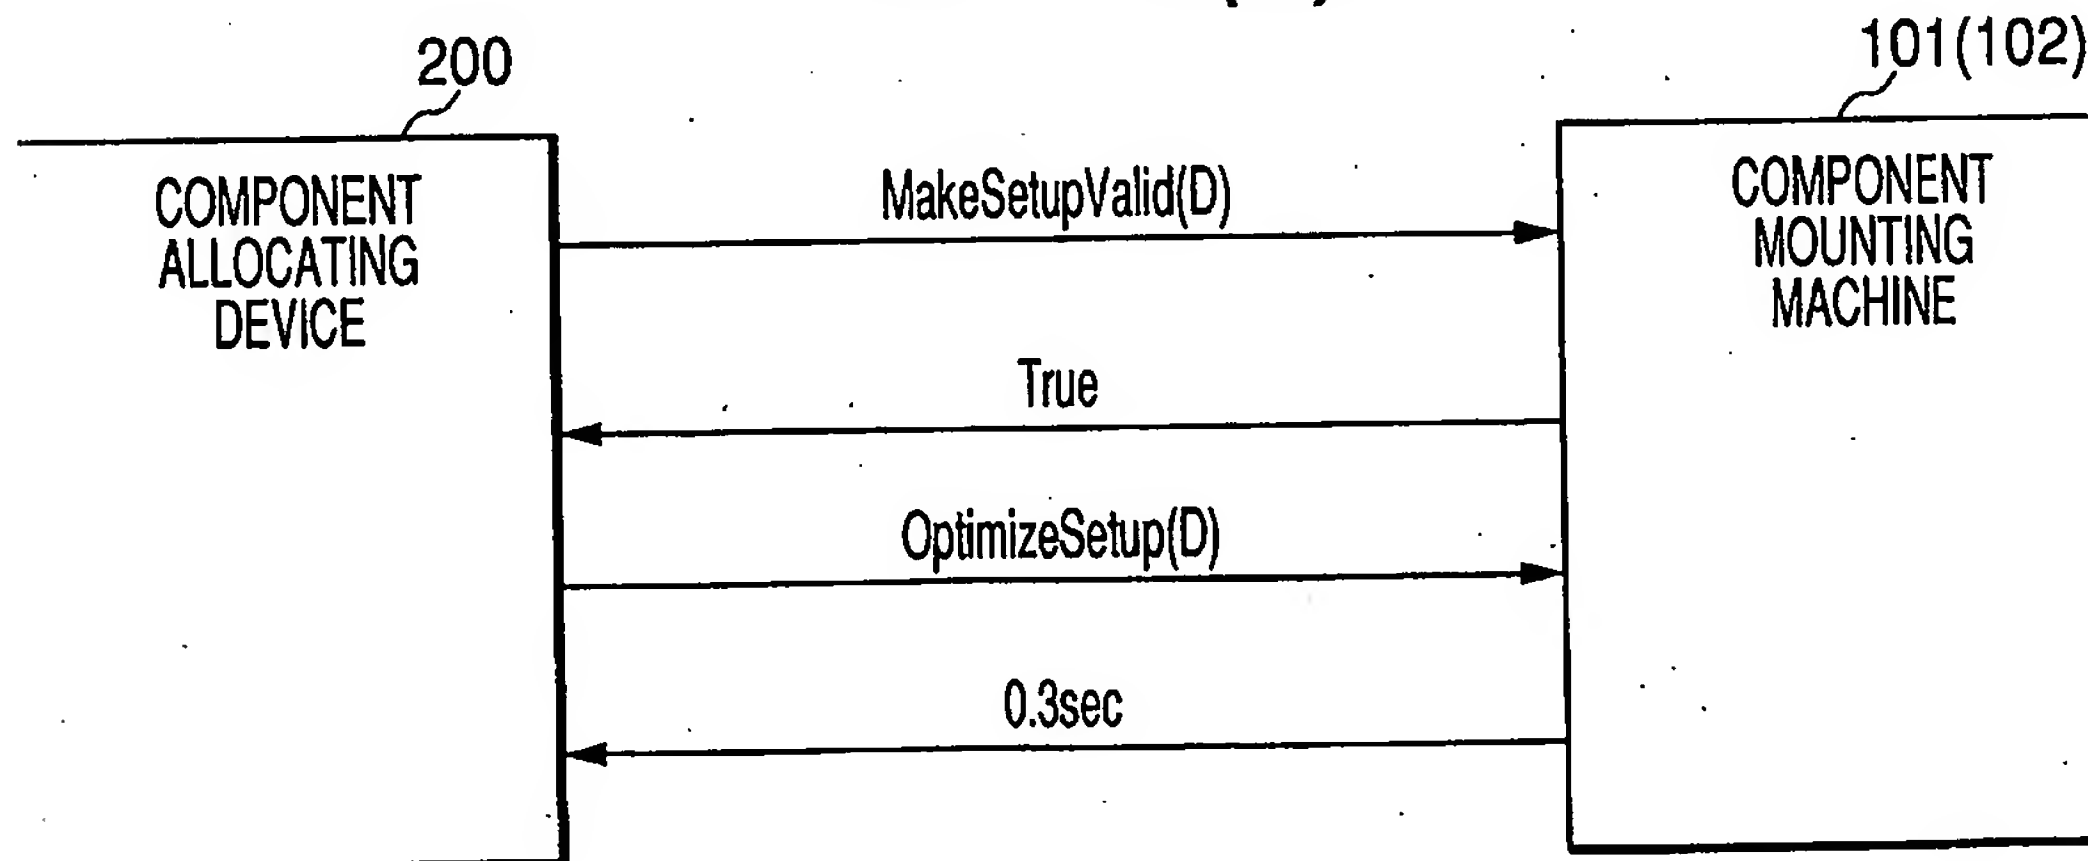 200
101(102)
COMPONENT
ALLOCATING
DEVICE
MakeSetupValid(D)
COMPONENT
MOUNTING
MACHINE
True
OptimizeSetup(D)
0.3sec